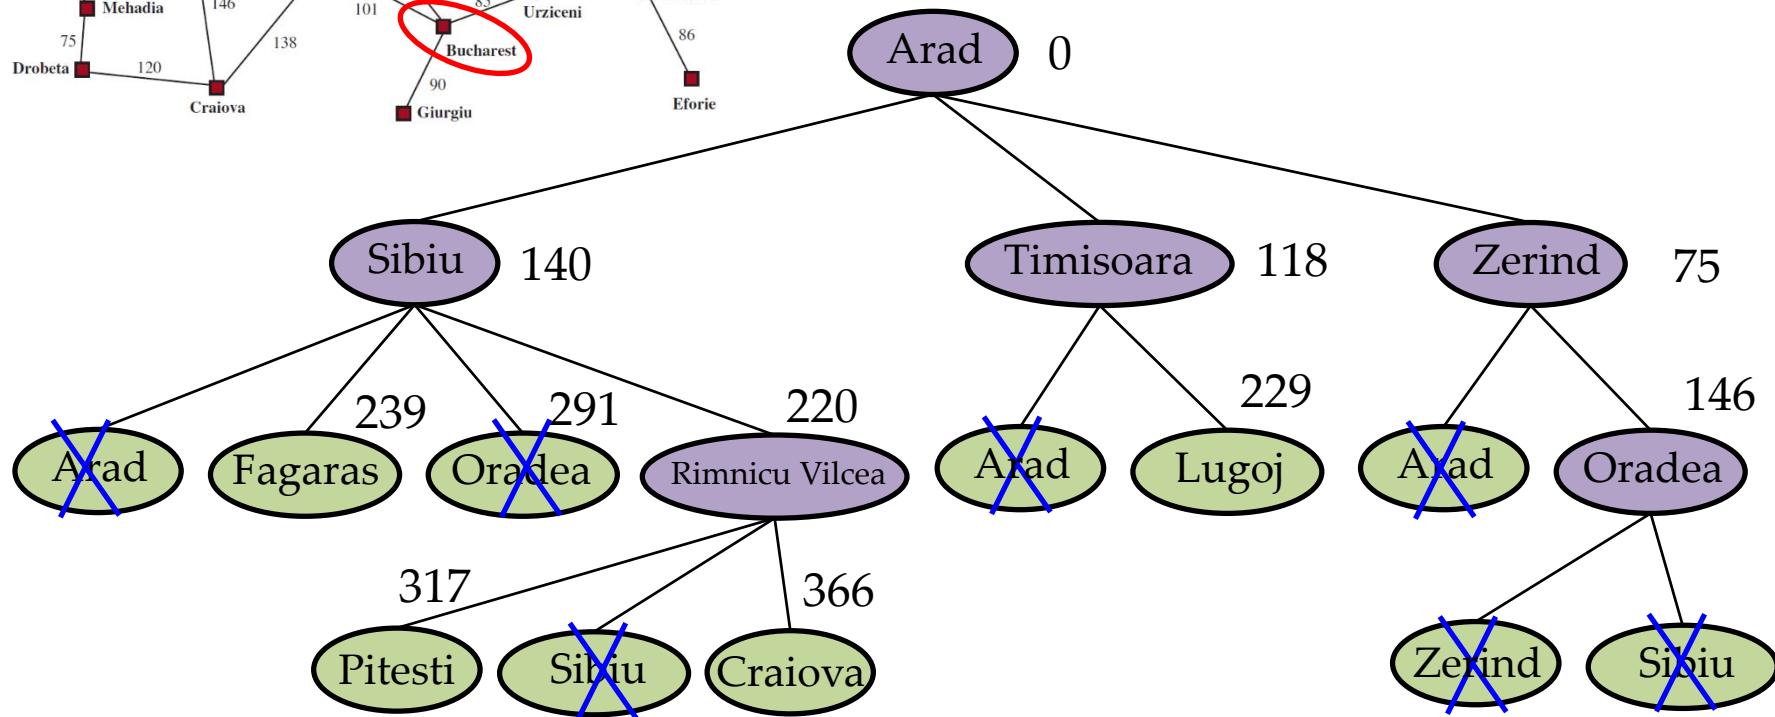 Mehadia
146
101
85
Urziceni
75
138
Bucharest
86
Drobeta
120
90
Craiova
Giurgiu
Eforie
Arad 0
Sibiu 140
Timisoara 118
Zerind 75
239
291
220
229
146
Arad
Fagaras
Oradea
Rimnicu Vilcea
Arad
Lugoj
Arad
Oradea
317
366
Pitesti
Sibiu
Craiova
Zerind
Sibiu